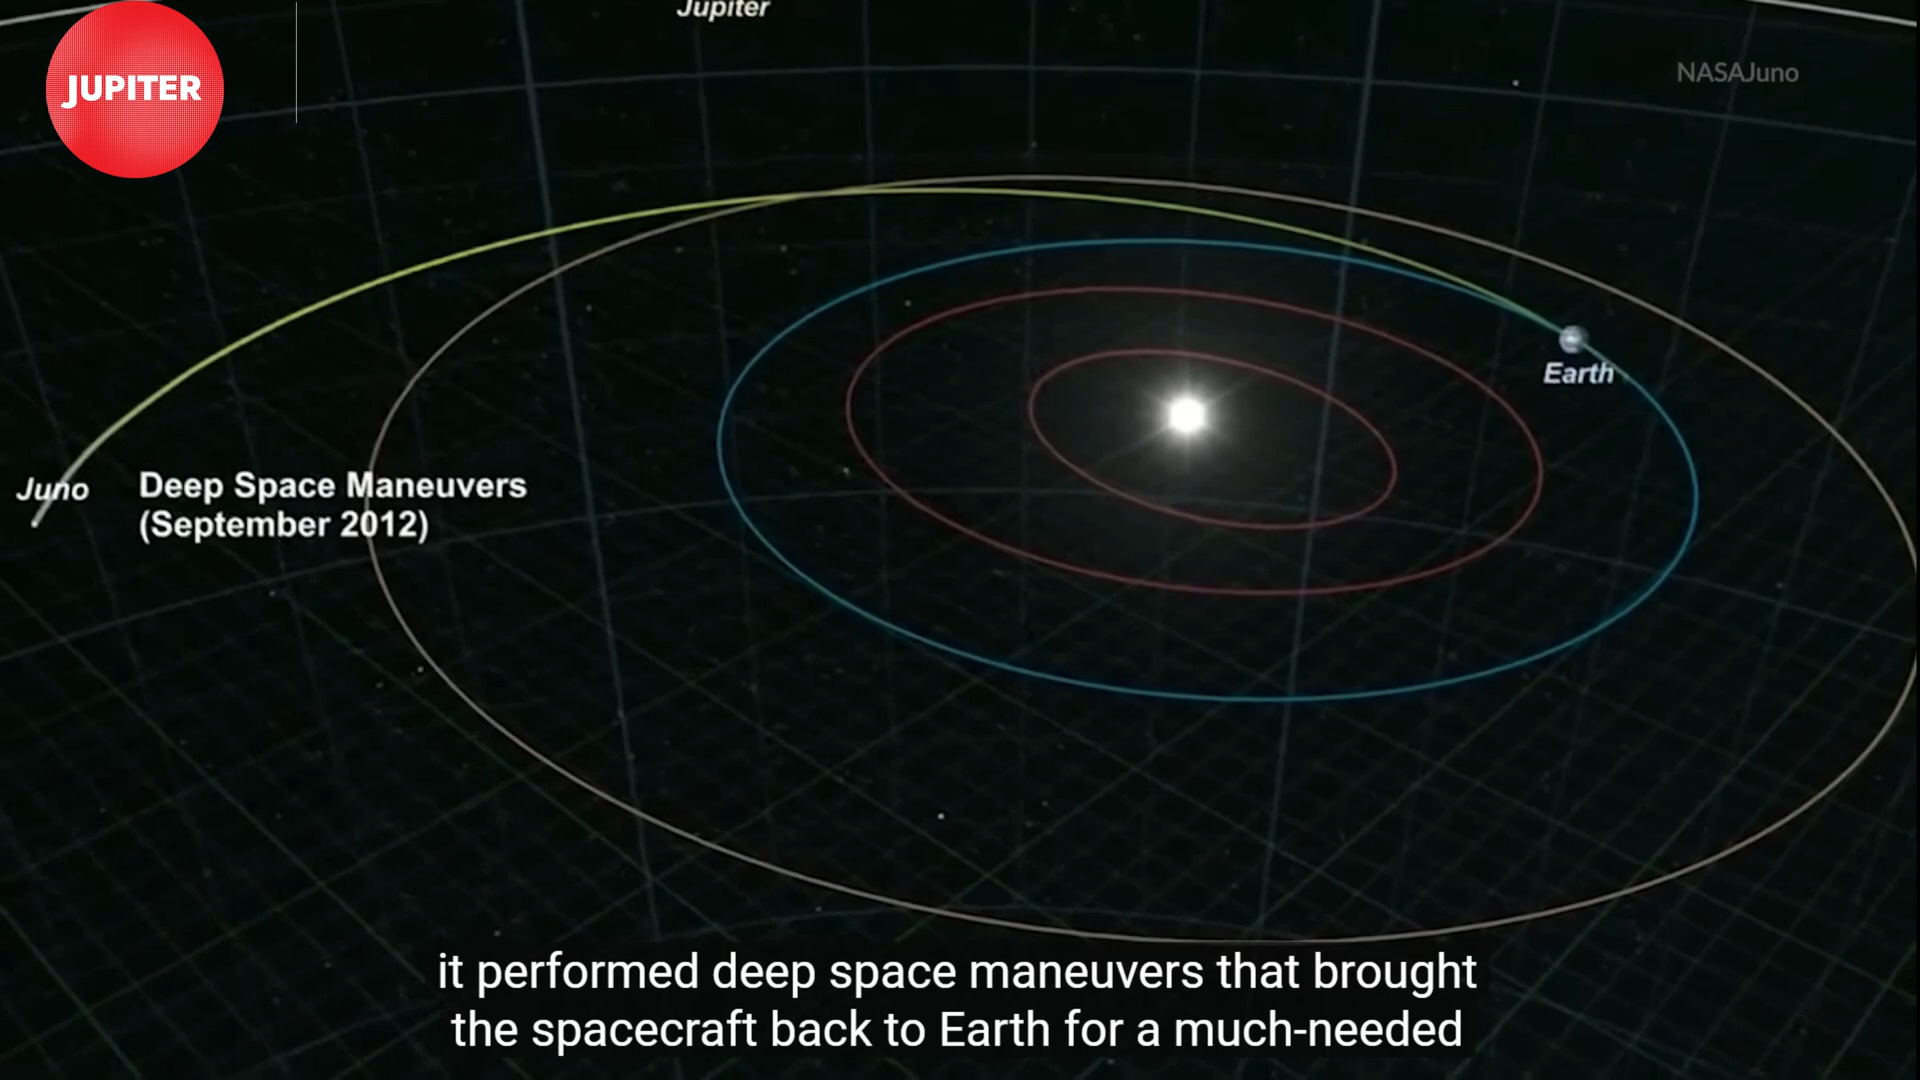 Jupiter
JUPITER
NASAJuno
Earth
Juno
Deep Space Maneuvers
(September 2012)
it performed deep space maneuvers that brought
the spacecraft back to Earth for a much-needed